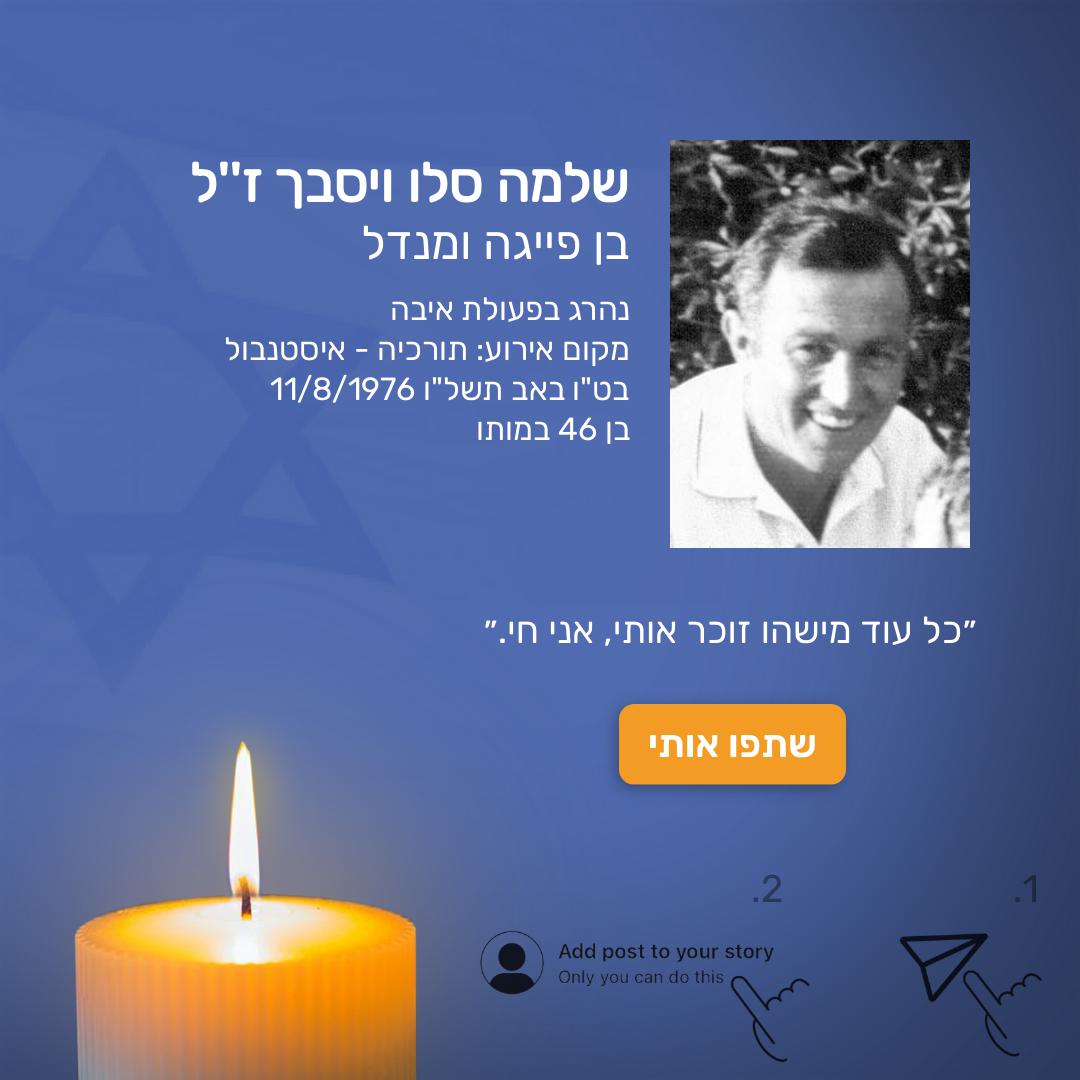 שלמה סלו ויסבך ז"ל
בן פייגה ומנדל
נהרג בפעולת איבה
מקום אירוע: תורכיה - איסטנבול
בט"ו באב תשל"ו 11/8/1976
בן 46 במותו
״כל עוד מישהו זוכר אותי, אני חי.״
שתפו אותי
1.
2.
Add post to your story
Only you can do this